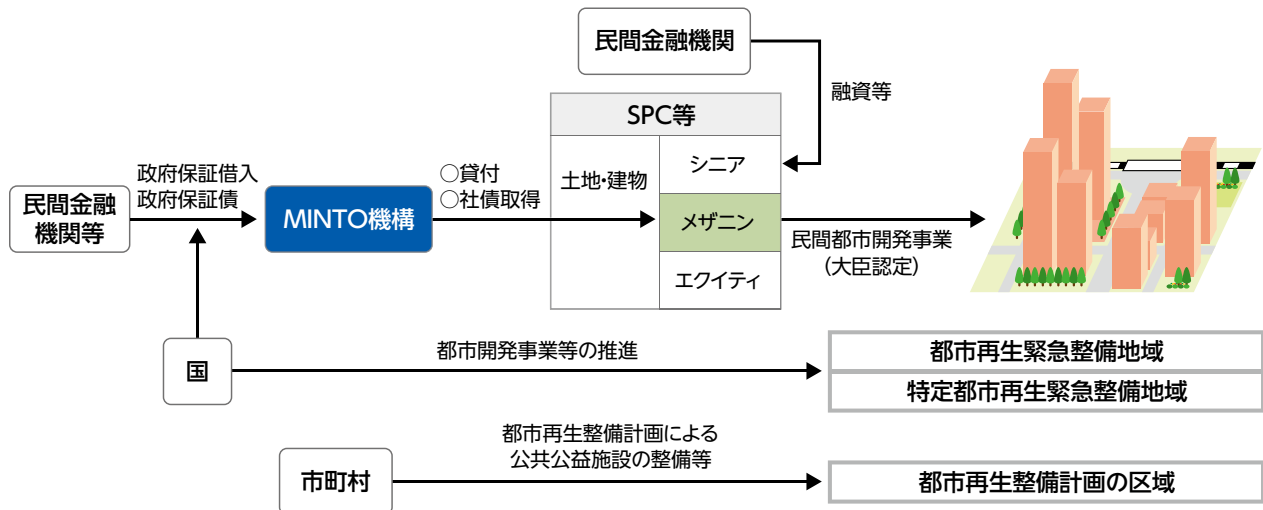 民間金融機関
融資等
SPC等
土地・建物
シニア
メザニン
エクイティ
政府保証借入
政府保証債
民間金融
機関等
MINTO機構
○貸付
○社債取得
民間都市開発事業
(大臣認定)
国
都市開発事業等の推進
都市再生緊急整備地域
特定都市再生緊急整備地域
市町村
都市再生整備計画による
公共公益施設の整備等
都市再生整備計画の区域